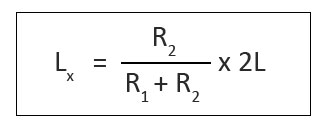 Lₓ = R₂ / (R₁ + R₂) x 2L